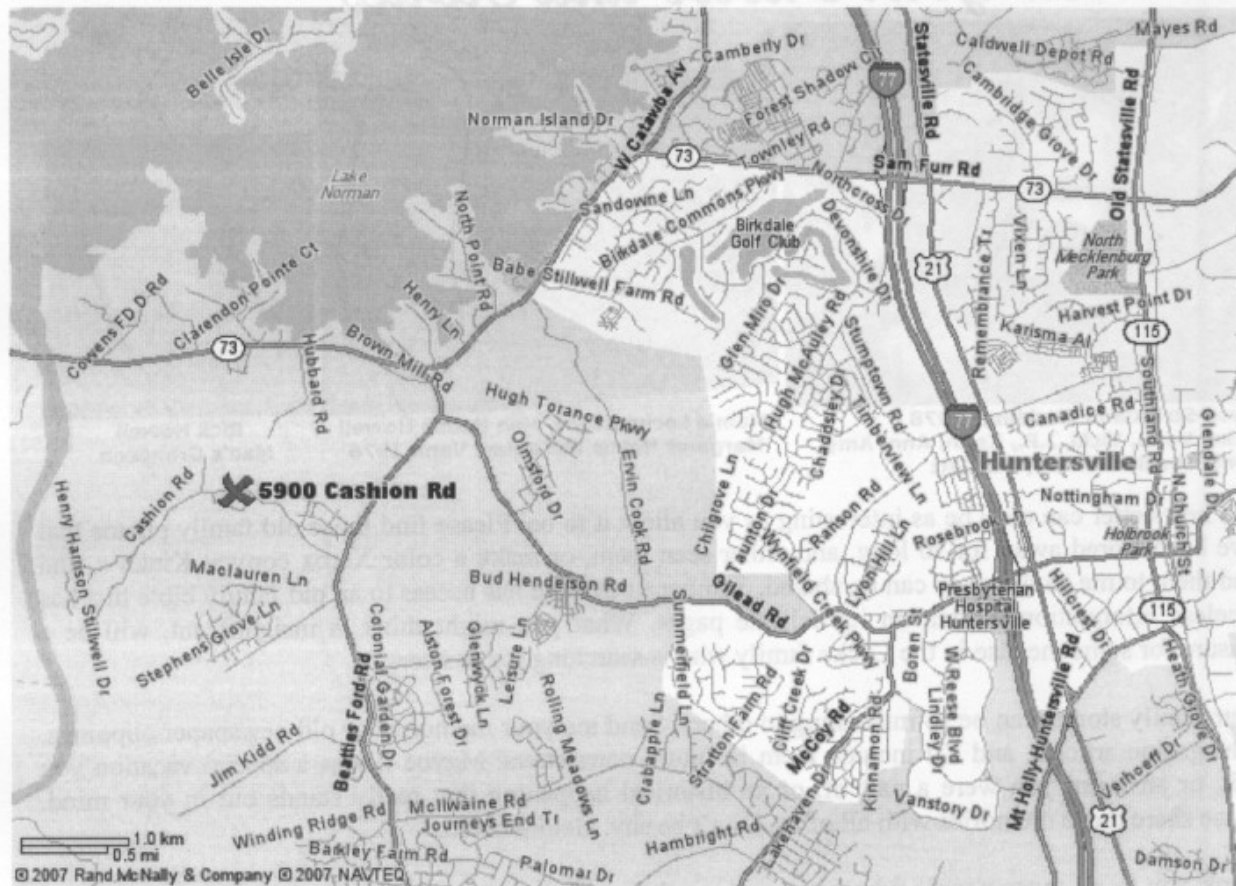 Belle Isle Dr
Camberly Dr
W Catawba Av
Forest Shadow Cir
77
Statesville Rd
Caldwell Depot Rd
Mayes Rd
Cambridge Grove Dr
Old Statesville Rd
Norman Island Dr
73
Townley Rd
Sam Furr Rd
73
Lake
Norman
North Point Rd
Sandowne Ln
Birkdale Commons Pkwy
Northcross Dr
Birkdale
Golf Club
Devonshire Dr
21
Remembrance Tr
Vixen Ln
North
Mecklenburg
Park
Babe Stillwell Farm Rd
Harvest Point Dr
Karisma Al
115
Cowens FD Rd
Clarendon Pointe Ct
73
Henry Ln
Hubbard Rd
Brown Mill Rd
Glen Miro Dr
Hugh McAuley Rd
Stumptown Rd
Chadsley Dr
Timberview Ln
Hugh Torance Pkwy
77
Canadice Rd
Southland Rd
Glendale Dr
Huntersville
Cashion Rd
5900 Cashion Rd
Olmsford Dr
Ervin Cook Rd
Chilgrove Ln
Taunton Dr
Wynfield Creek Pkwy
Ranson Rd
Lyon Hill Ln
Rosebrook
Nottingham Dr
Holbrook
Park
N Church St
Henry Harrison Stillwell Dr
Maclauren Ln
Stephens Grove Ln
Bud Henderson Rd
Gilead Rd
Presbyterian
Hospital
Huntersville
Hillcrest Dr
115
Beatties Ford Rd
Colonial Garden Dr
Alston Forest Dr
Glenwyck Ln
Leisure Ln
Rolling Meadows Ln
Summerfield Ln
Crabapple Ln
Stratton Farm Rd
Cliff Creek Dr
McCoy Rd
Kinnamon Rd
Boren St
N Reese Blvd
Lindley Dr
Mt Holly Huntersville Rd
Heath Grove Dr
Verhoeff Dr
Jim Kidd Rd
McIlwaine Rd
Journeys End Tr
Winding Ridge Rd
Barkley Farm Rd
Palomar Dr
Hambright Rd
Lakehaven Dr
Vanstory Dr
21
Damson Dr
1.0 km
0.5 mi
© 2007 Rand McNally & Company © 2007 NAVTEQ